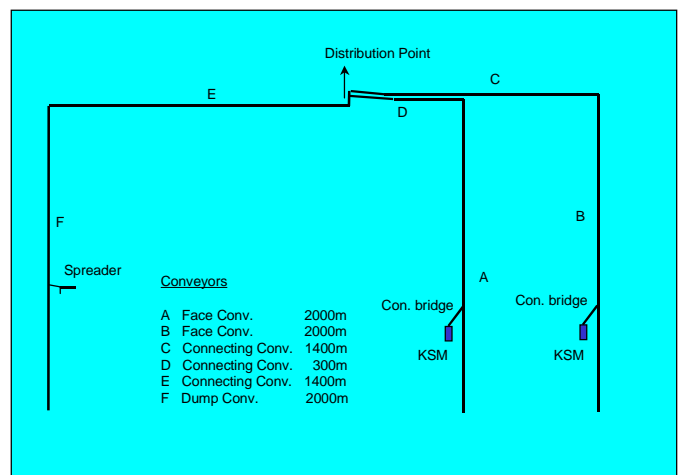 Distribution Point
C
E
D
B
F
Spreader
A
Conveyors
Con. bridge
Con. bridge
A Face Conv. 2000m
B Face Conv. 2000m
C Connecting Conv. 1400m
D Connecting Conv. 300m
E Connecting Conv. 1400m
F Dump Conv. 2000m
KSM
KSM